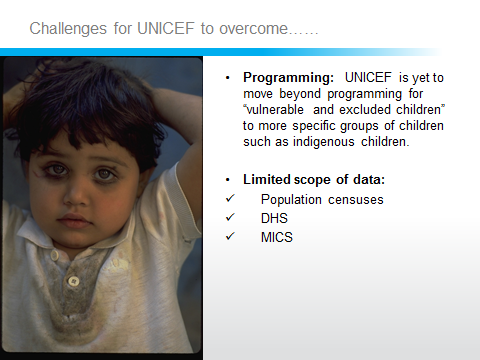 Challenges for UNICEF to overcome……
• Programming: UNICEF is yet to
move beyond programming for
“vulnerable and excluded children”
to more specific groups of children
such as indigenous children.
• Limited scope of data:
✓ Population censuses
✓ DHS
✓ MICS